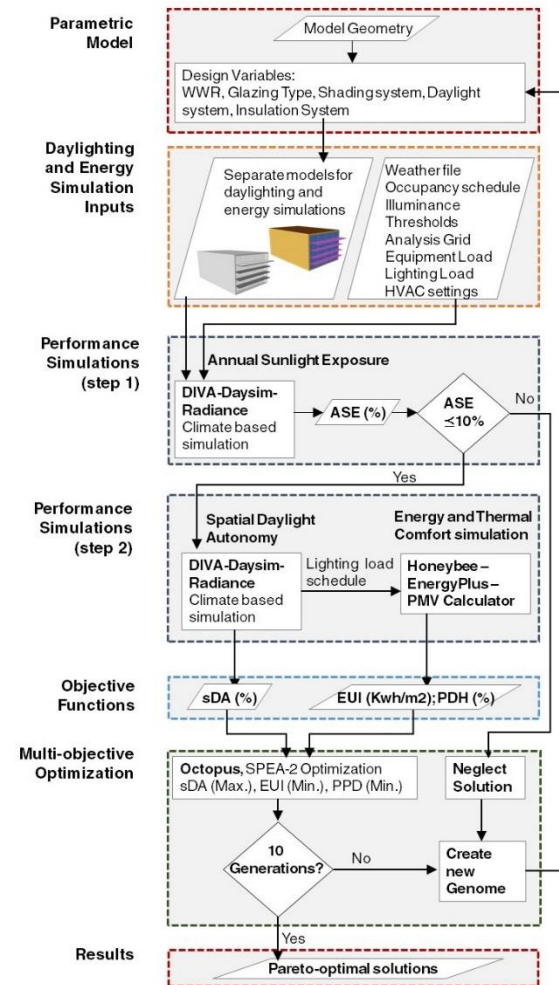 Parametric
Model
Model Geometry
Design Variables:
WWR, Glazing Type, Shading system, Daylight
system, Insulation System
Daylighting
and Energy
Simulation
Inputs
Separate models for
daylighting and
energy simulations
Weather file
Occupancy schedule
Illuminance
Thresholds
Analysis Grid
Equipment Load
Lighting Load
HVAC settings
Performance
Simulations
(step 1)
Annual Sunlight Exposure
DIVA-Daysim-
Radiance
Climate based
simulation
ASE (%)
ASE
≤10%
No
Yes
Performance
Simulations
(step 2)
Spatial Daylight
Autonomy
Energy and Thermal
Comfort simulation
DIVA-Daysim-
Radiance
Climate based
simulation
Lighting load
schedule
Honeybee –
EnergyPlus –
PMV Calculator
Objective
Functions
sDA (%)
EUI (Kwh/m2); PDH (%)
Multi-objective
Optimization
Octopus, SPEA-2 Optimization
sDA (Max.), EUI (Min.), PPD (Min.)
Neglect
Solution
10
Generations?
No
Create
new
Genome
Yes
Results
Pareto-optimal solutions